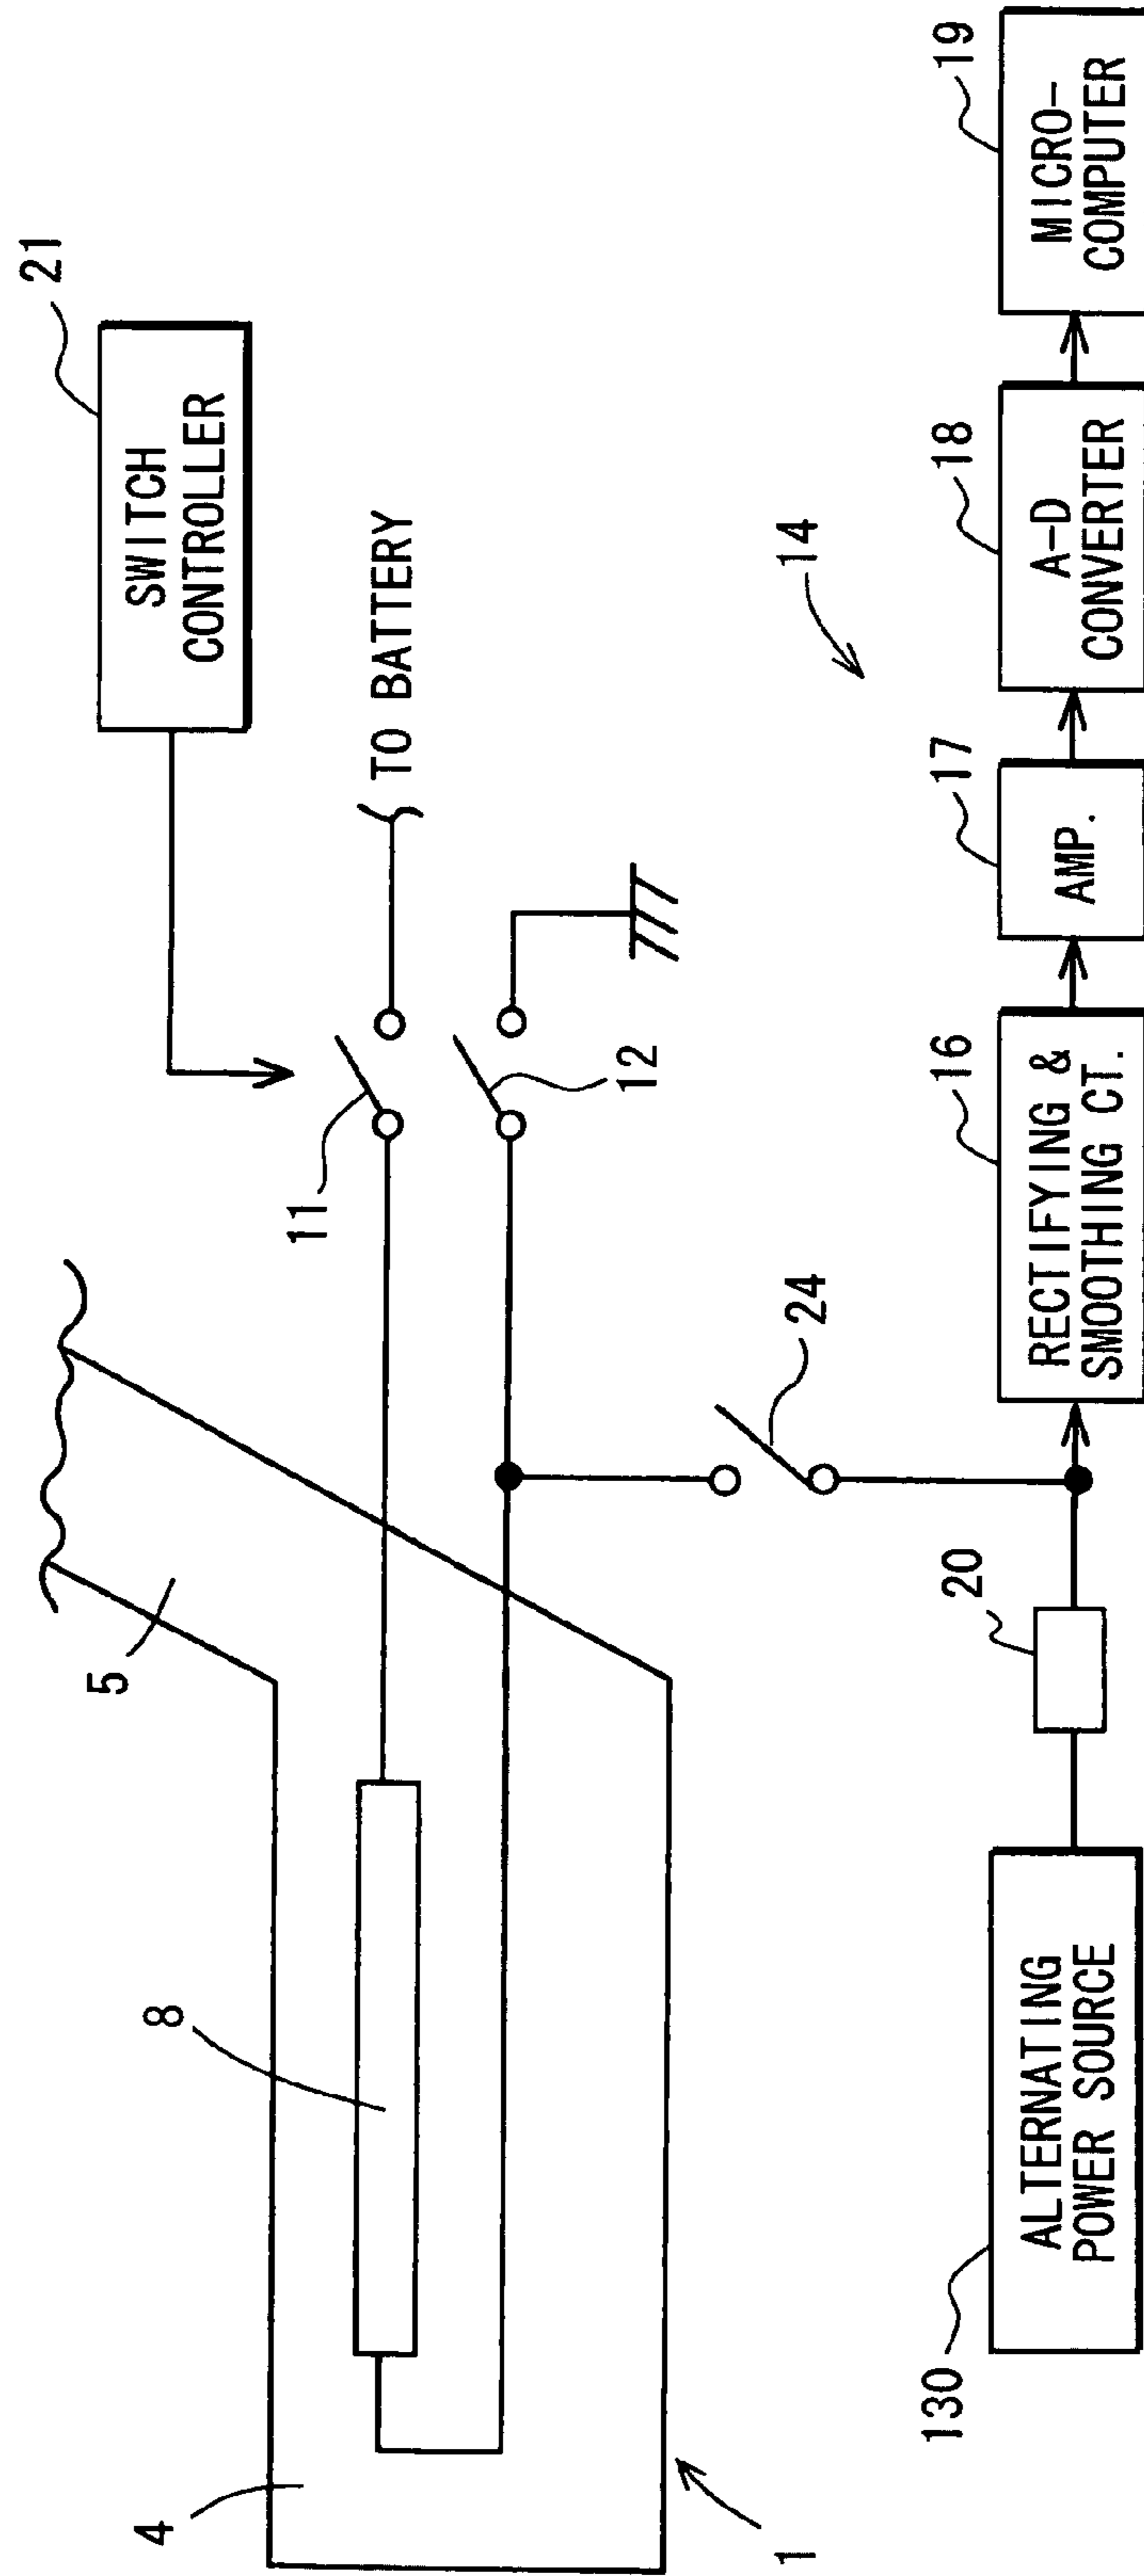 21
SWITCH
CONTROLLER
5
11
TO BATTERY
8
12
4
24
14
1
130
ALTERNATING
POWER SOURCE
20
16
RECTIFYING &
SMOOTHING CT.
17
AMP.
18
A-D
CONVERTER
19
MICRO-
COMPUTER